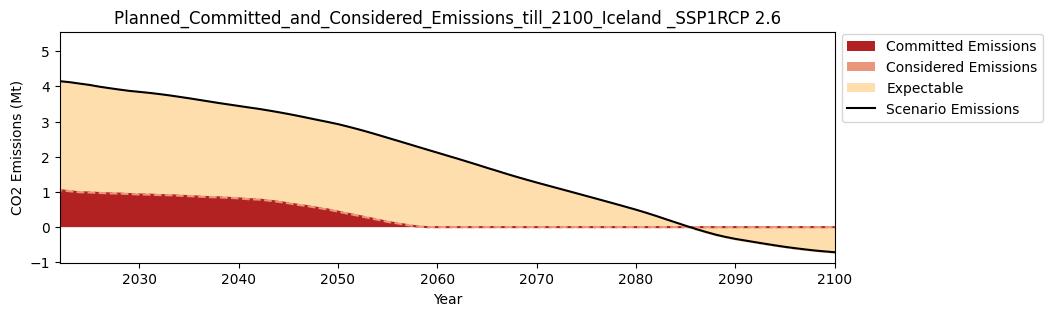 Planned_Committed_and_Considered_Emissions_till_2100_Iceland _SSP1RCP 2.6
Committed Emissions
Considered Emissions
Expectable
Scenario Emissions
CO2 Emissions (Mt)
5
4
3
2
1
0
−1
2030 2040 2050 2060 2070 2080 2090 2100
Year